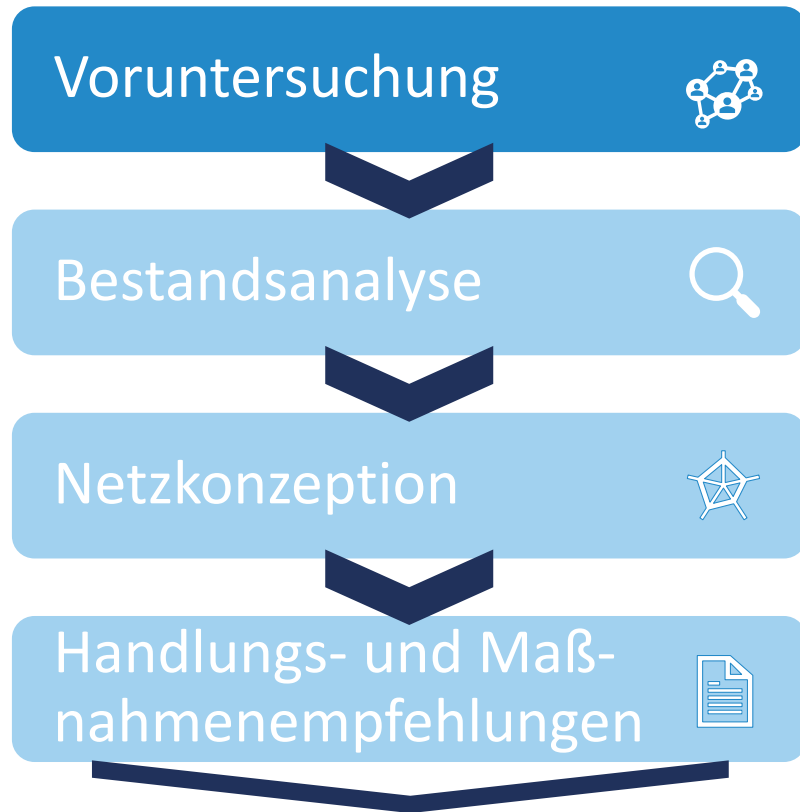 Voruntersuchung
Bestandsanalyse
Netzkonzeption
Handlungs- und Maß-
nahmenempfehlungen